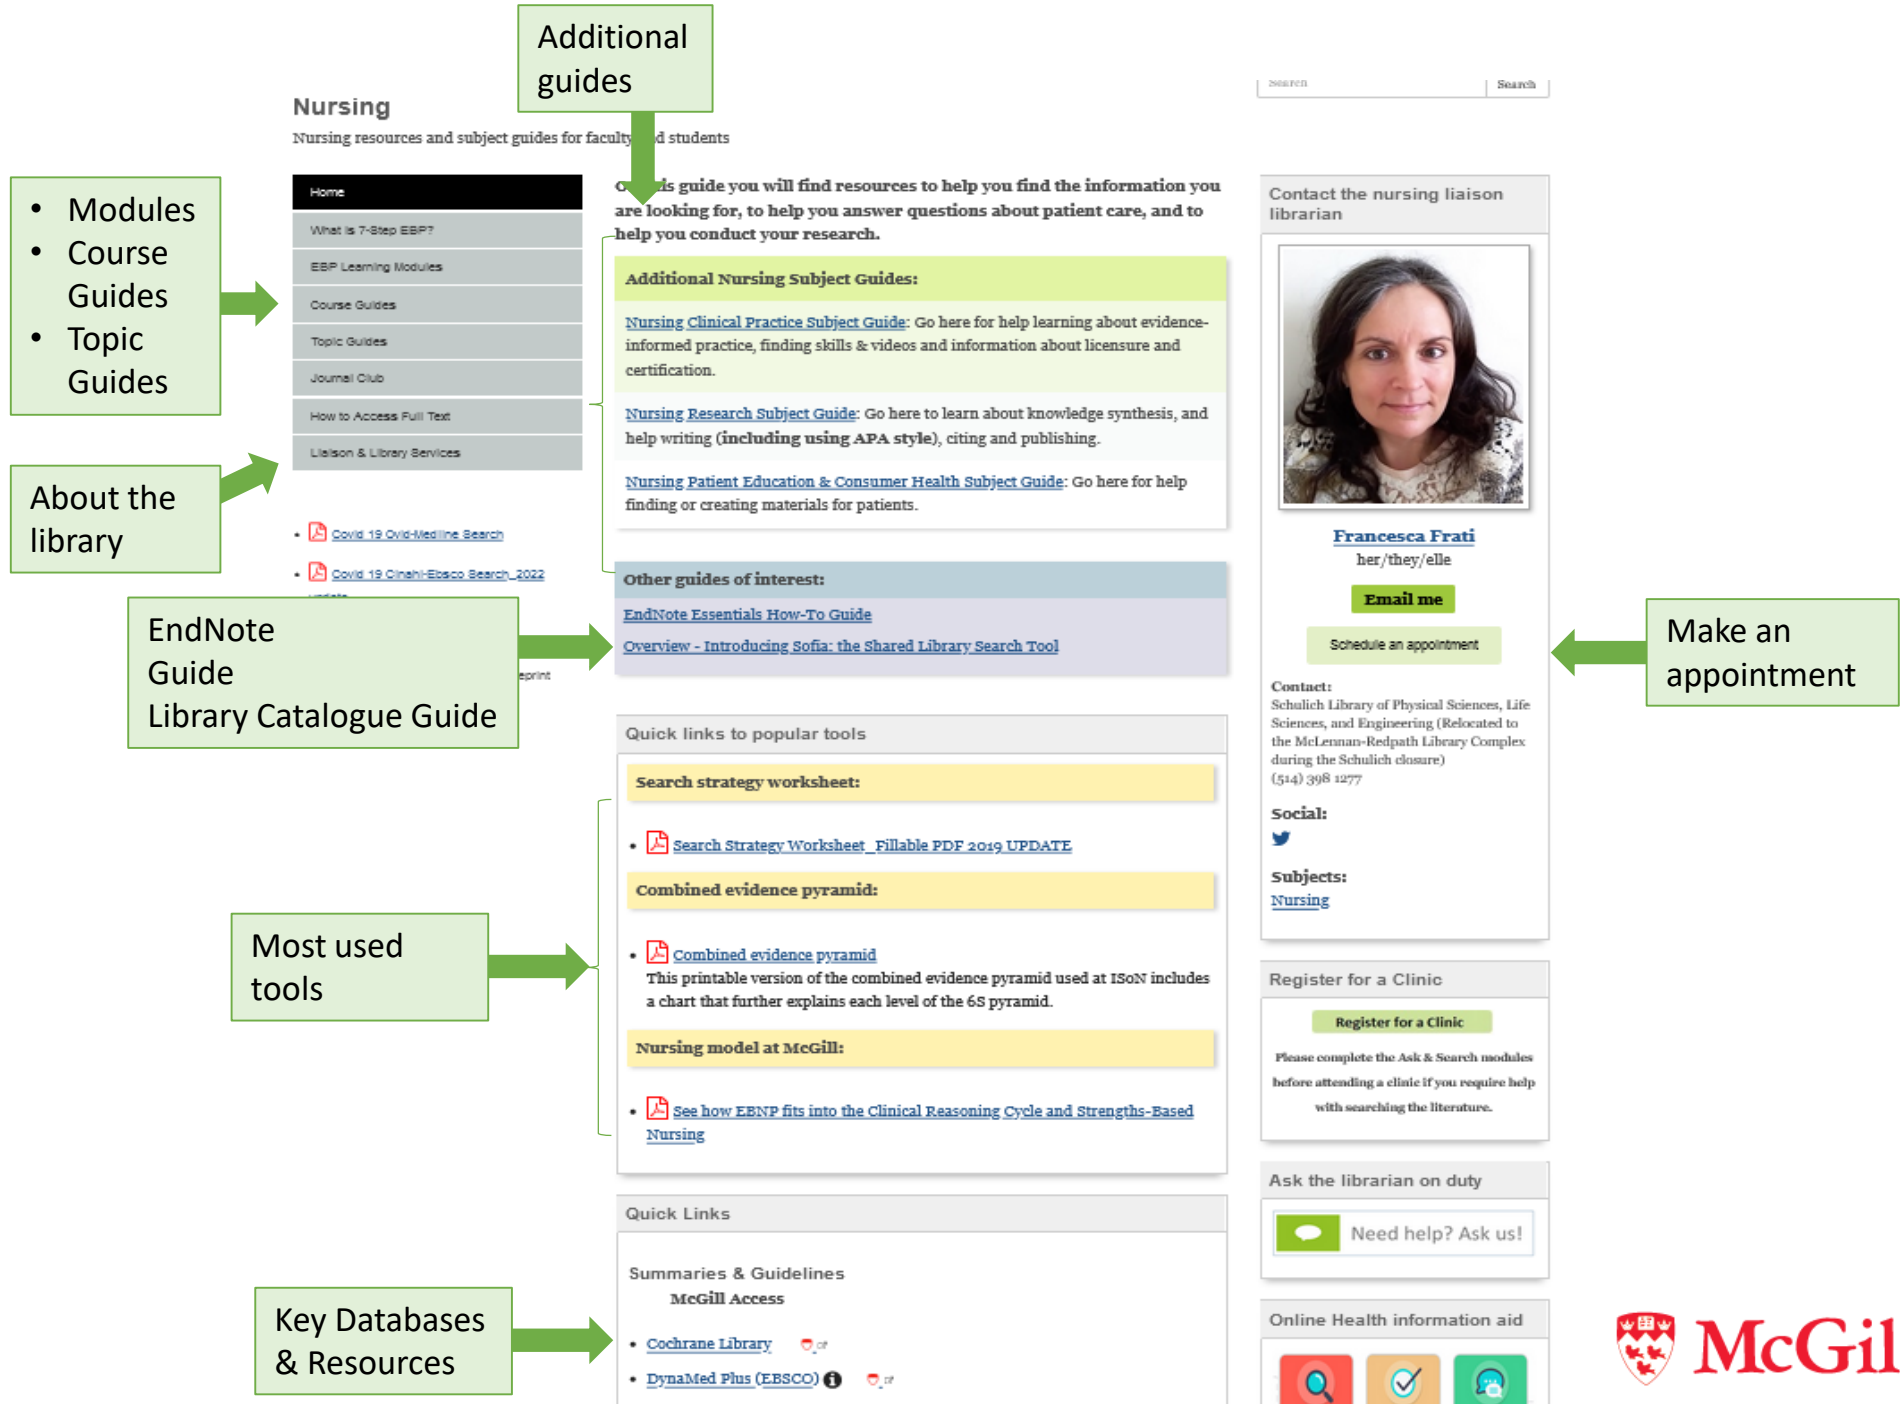 Additional
guides
Search
Search
Nursing
Nursing resources and subject guides for faculty students
• Modules
• Course
Guides
• Topic
Guides
About the
library
Home
What is 7-Step EBP?
EBP Learning Modules
Course Guides
Topic Guides
Journal Club
How to Access Full Text
Liaison & Library Services
• Covid 19 Ovid-Medline Search
• Covid 19 Cinahl-Ebsco Search_2022
update
eprint
EndNote
Guide
Library Catalogue Guide
Most used
tools
Key Databases
& Resources
guide you will find resources to help you find the information you
are looking for, to help you answer questions about patient care, and to
help you conduct your research.
Additional Nursing Subject Guides:
Nursing Clinical Practice Subject Guide: Go here for help learning about evidence-
informed practice, finding skills & videos and information about licensure and
certification.
Nursing Research Subject Guide: Go here to learn about knowledge synthesis, and
help writing (including using APA style), citing and publishing.
Nursing Patient Education & Consumer Health Subject Guide: Go here for help
finding or creating materials for patients.
Other guides of interest:
EndNote Essentials How-To Guide
Overview - Introducing Sofia: the Shared Library Search Tool
Quick links to popular tools
Search strategy worksheet:
• Search Strategy Worksheet_Fillable PDF 2019 UPDATE
Combined evidence pyramid:
• Combined evidence pyramid
This printable version of the combined evidence pyramid used at ISoN includes
a chart that further explains each level of the 6S pyramid.
Nursing model at McGill:
• See how EBNP fits into the Clinical Reasoning Cycle and Strengths-Based
Nursing
Quick Links
Summaries & Guidelines
McGill Access
• Cochrane Library
• DynaMed Plus (EBSCO)
Contact the nursing liaison
librarian
Francesca Frati
her/they/elle
Email me
Schedule an appointment
Contact:
Schulich Library of Physical Sciences, Life
Sciences, and Engineering (Relocated to
the McLennan-Redpath Library Complex
during the Schulich closure)
(514) 398 1277
Social:
Subjects:
Nursing
Register for a Clinic
Register for a Clinic
Please complete the Ask & Search modules
before attending a clinic if you require help
with searching the literature.
Ask the librarian on duty
Need help? Ask us!
Online Health information aid
Make an
appointment
McGil